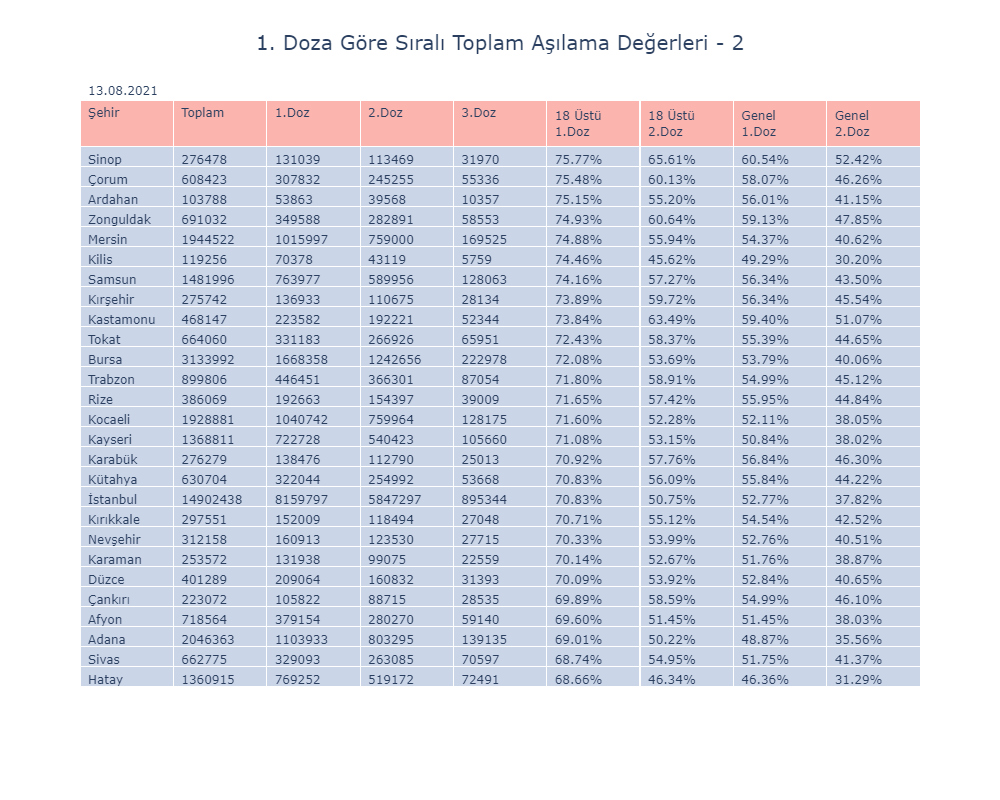 1. Doza Göre Sıralı Toplam Aşılama Değerleri - 2
13.08.2021
Şehir Toplam 1.Doz 2.Doz 3.Doz 18 Üstü 1.Doz 18 Üstü 2.Doz Genel 1.Doz Genel 2.Doz
Sinop 276478 131039 113469 31970 75.77% 65.61% 60.54% 52.42%
Çorum 608423 307832 245255 55336 75.48% 60.13% 58.07% 46.26%
Ardahan 103788 53863 39568 10357 75.15% 55.20% 56.01% 41.15%
Zonguldak 691032 349588 282891 58553 74.93% 60.64% 59.13% 47.85%
Mersin 1944522 1015997 759000 169525 74.88% 55.94% 54.37% 40.62%
Kilis 119256 70378 43119 5759 74.46% 45.62% 49.29% 30.20%
Samsun 1481996 763977 589956 128063 74.16% 57.27% 56.34% 43.50%
Kırşehir 275742 136933 110675 28134 73.89% 59.72% 56.34% 45.54%
Kastamonu 468147 223582 192221 52344 73.84% 63.49% 59.40% 51.07%
Tokat 664060 331183 266926 65951 72.43% 58.37% 55.39% 44.65%
Bursa 3133992 1668358 1242656 222978 72.08% 53.69% 53.79% 40.06%
Trabzon 899806 446451 366301 87054 71.80% 58.91% 54.99% 45.12%
Rize 386069 192663 154397 39009 71.65% 57.42% 55.95% 44.84%
Kocaeli 1928881 1040742 759964 128175 71.60% 52.28% 52.11% 38.05%
Kayseri 1368811 722728 540423 105660 71.08% 53.15% 50.84% 38.02%
Karabük 276279 138476 112790 25013 70.92% 57.76% 56.84% 46.30%
Kütahya 630704 322044 254992 53668 70.83% 56.09% 55.84% 44.22%
İstanbul 14902438 8159797 5847297 895344 70.83% 50.75% 52.77% 37.82%
Kırıkkale 297551 152009 118494 27048 70.71% 55.12% 54.54% 42.52%
Nevşehir 312158 160913 123530 27715 70.33% 53.99% 52.76% 40.51%
Karaman 253572 131938 99075 22559 70.14% 52.67% 51.76% 38.87%
Düzce 401289 209064 160832 31393 70.09% 53.92% 52.84% 40.65%
Çankırı 223072 105822 88715 28535 69.89% 58.59% 54.99% 46.10%
Afyon 718564 379154 280270 59140 69.60% 51.45% 51.45% 38.03%
Adana 2046363 1103933 803295 139135 69.01% 50.22% 48.87% 35.56%
Sivas 662775 329093 263085 70597 68.74% 54.95% 51.75% 41.37%
Hatay 1360915 769252 519172 72491 68.66% 46.34% 46.36% 31.29%